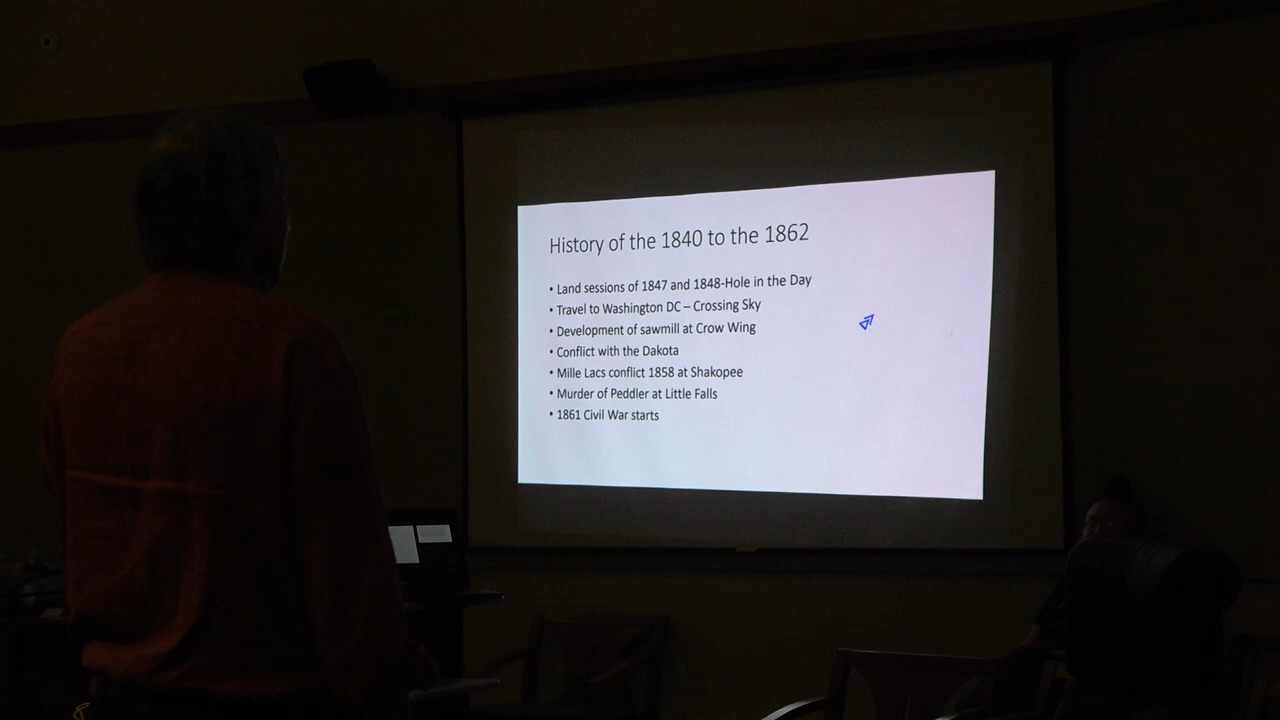 History of the 1840 to the 1862
• Land sessions of 1847 and 1848-Hole in the Day
• Travel to Washington DC – Crossing Sky
• Development of sawmill at Crow Wing
• Conflict with the Dakota
• Mille Lacs conflict 1858 at Shakopee
• Murder of Peddler at Little Falls
• 1861 Civil War starts